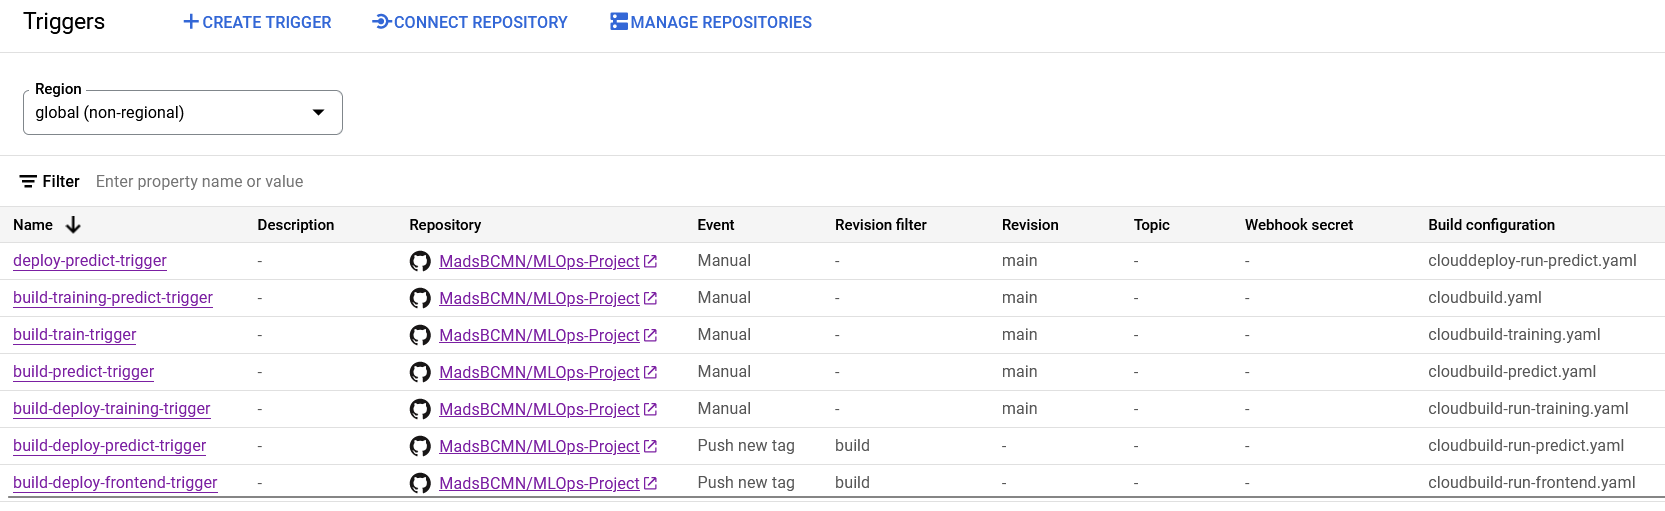 Triggers CREATE TRIGGER CONNECT REPOSITORY MANAGE REPOSITORIES
Region
global (non-regional)
Filter Enter property name or value
Name Description Repository Event Revision filter Revision Topic Webhook secret Build configuration
deploy-predict-trigger - MadsBCMN/MLOps-Project Manual - main - - clouddeploy-run-predict.yaml
build-training-predict-trigger - MadsBCMN/MLOps-Project Manual - main - - cloudbuild.yaml
build-train-trigger - MadsBCMN/MLOps-Project Manual - main - - cloudbuild-training.yaml
build-predict-trigger - MadsBCMN/MLOps-Project Manual - main - - cloudbuild-predict.yaml
build-deploy-training-trigger - MadsBCMN/MLOps-Project Manual - main - - cloudbuild-run-training.yaml
build-deploy-predict-trigger - MadsBCMN/MLOps-Project Push new tag build - - - cloudbuild-run-predict.yaml
build-deploy-frontend-trigger - MadsBCMN/MLOps-Project Push new tag build - - - cloudbuild-run-frontend.yaml